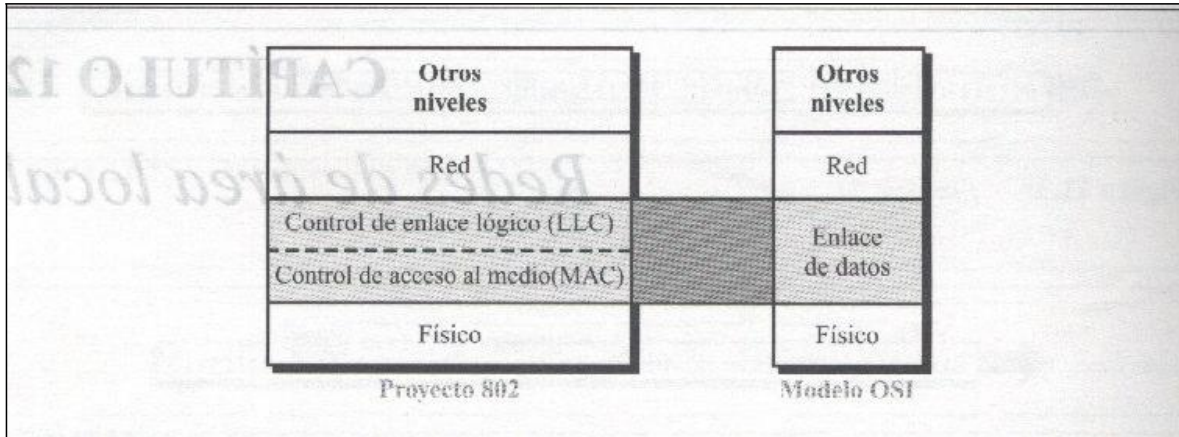 CAPÍTULO 12
Redes de área local
Otros
niveles
Red
Control de enlace lógico (LLC)
Control de acceso al medio(MAC)
Físico
Proyecto 802
Otros
niveles
Red
Enlace
de datos
Físico
Modelo OSI